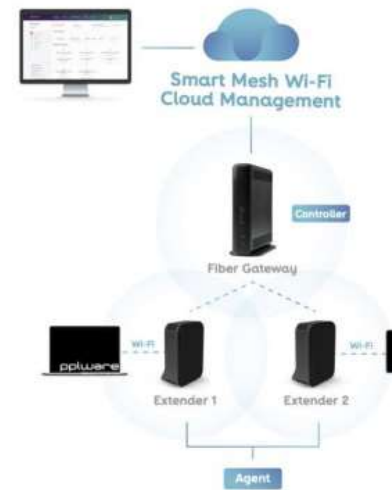 Smart Mesh Wi-Fi
Cloud Management
Controller
Fiber Gateway
Wi-Fi
Wi-Fi
pplware
Extender 1
Extender 2
Agent